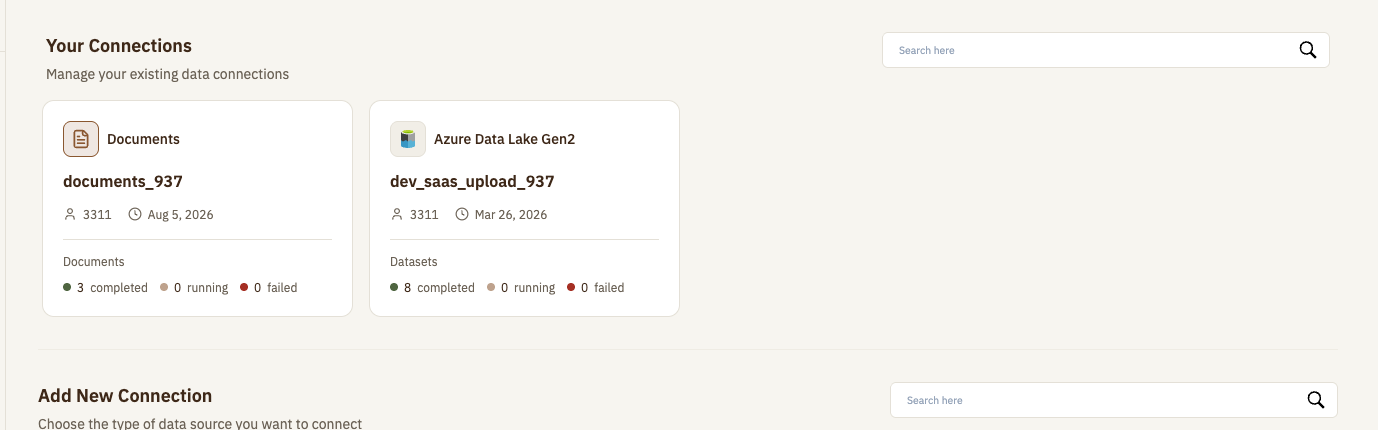 Your Connections
Search here
Manage your existing data connections
Documents
Azure Data Lake Gen2
documents_937
dev_saas_upload_937
3311 Aug 5, 2026
3311 Mar 26, 2026
Documents
Datasets
3 completed 0 running 0 failed
8 completed 0 running 0 failed
Add New Connection
Search here
Choose the type of data source you want to connect